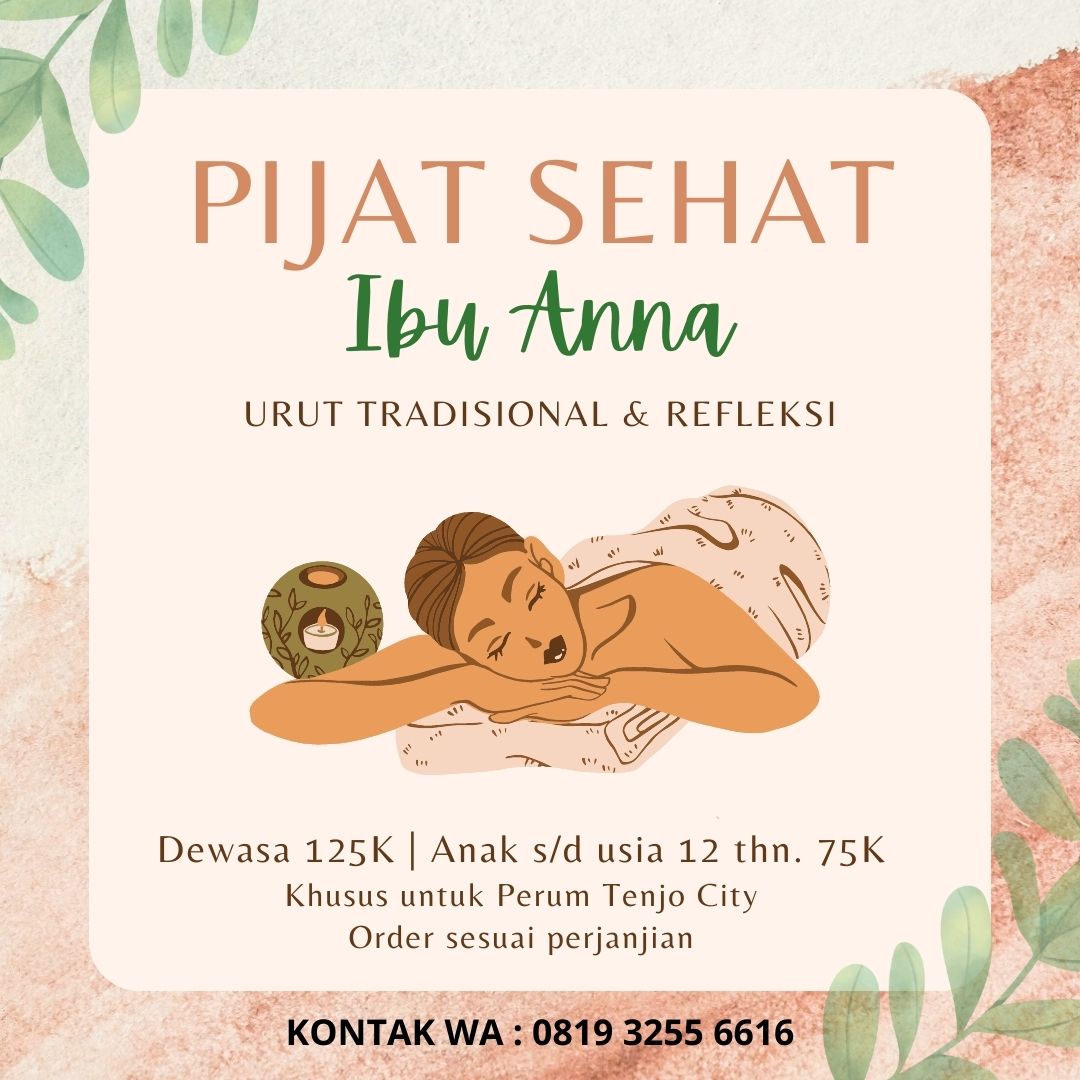 PIJAT SEHAT
Ibu Anna
URUT TRADISIONAL & REFLEKSI
Dewasa 125K | Anak s/d usia 12 thn. 75K
Khusus untuk Perum Tenjo City
Order sesuai perjanjian
KONTAK WA : 0819 3255 6616